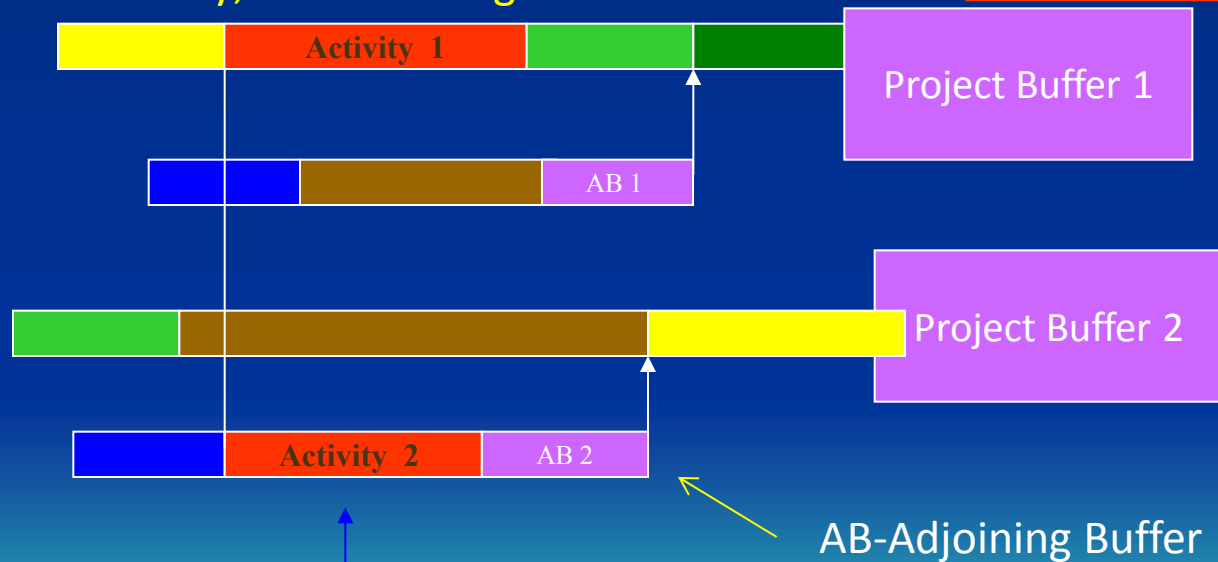 Activity 1
Project Buffer 1
AB 1
Project Buffer 2
Activity 2
AB 2
AB-Adjoining Buffer